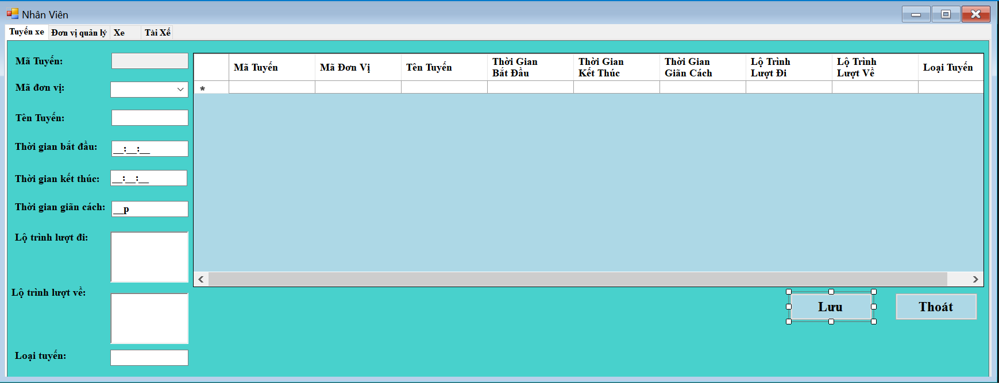 Nhân Viên
Tuyến xe Đơn vị quản lý Xe Tài Xế
Mã Tuyến:
Mã đơn vị:
Tên Tuyến:
Thời gian bắt đầu: __:__:__
Thời gian kết thúc: __:__:__
Thời gian giãn cách: __p
Lộ trình lượt đi:
Lộ trình lượt về:
Loại tuyến:
Mã Tuyến
Mã Đơn Vị
Tên Tuyến
Thời Gian
Bắt Đầu
Thời Gian
Kết Thúc
Thời Gian
Giãn Cách
Lộ Trình
Lượt Đi
Lộ Trình
Lượt Về
Loại Tuyến
*
Lưu
Thoát